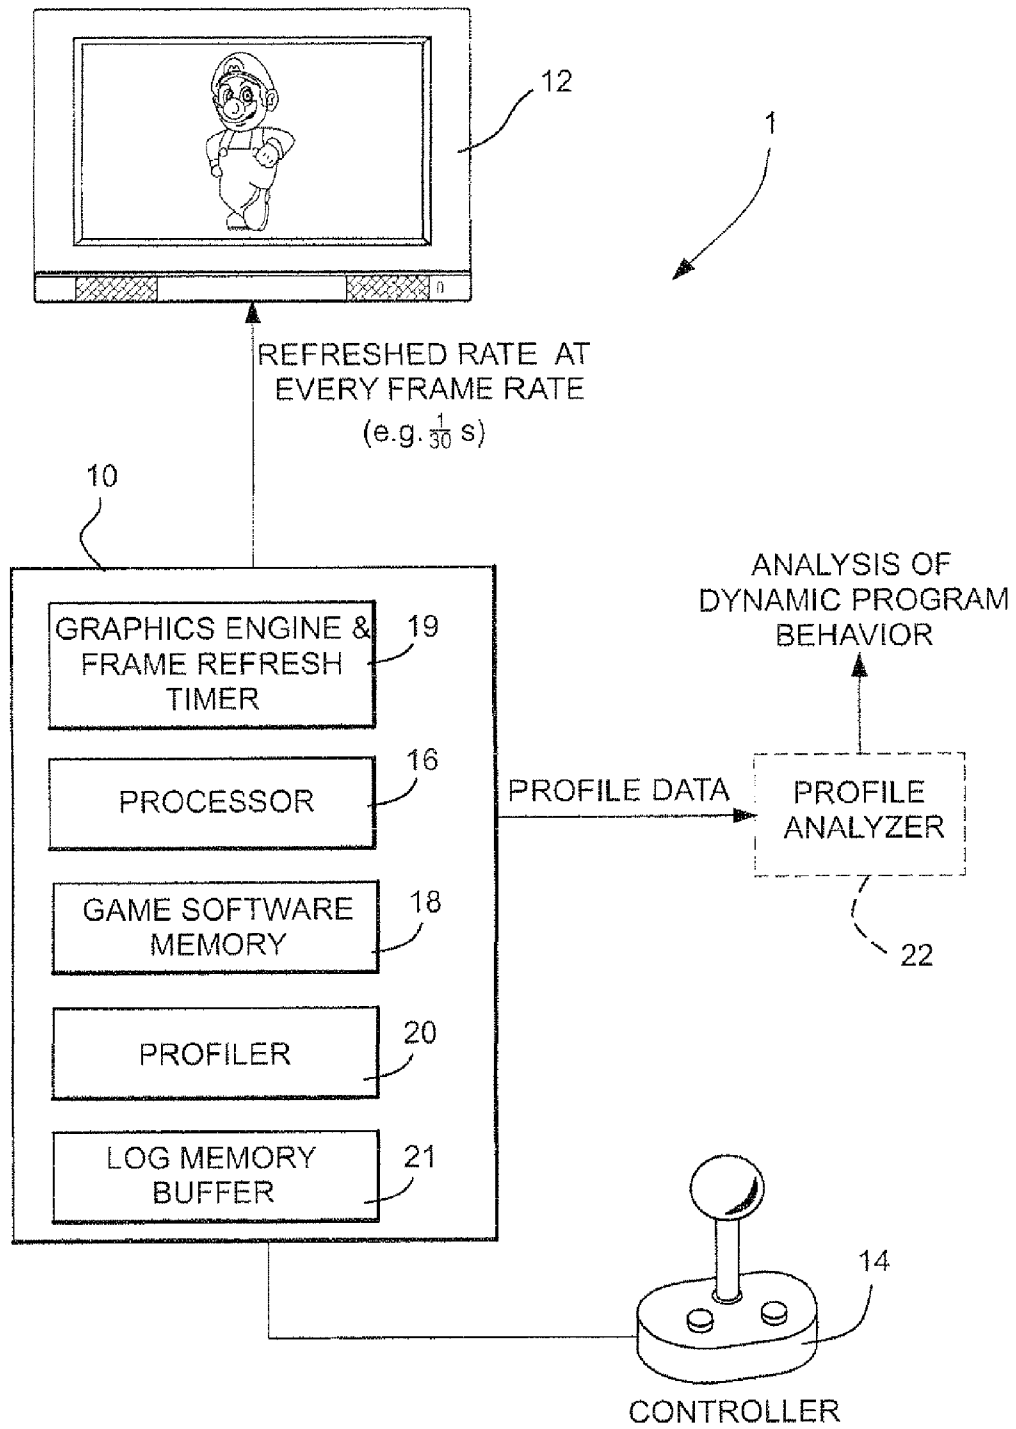 M
12
1
0
REFRESHED RATE AT
EVERY FRAME RATE
(e.g. 1/30 s)
10
GRAPHICS ENGINE &
FRAME REFRESH
TIMER
19
PROCESSOR
16
GAME SOFTWARE
MEMORY
18
PROFILER
20
LOG MEMORY
BUFFER
21
PROFILE DATA
ANALYSIS OF
DYNAMIC PROGRAM
BEHAVIOR
PROFILE
ANALYZER
22
14
CONTROLLER